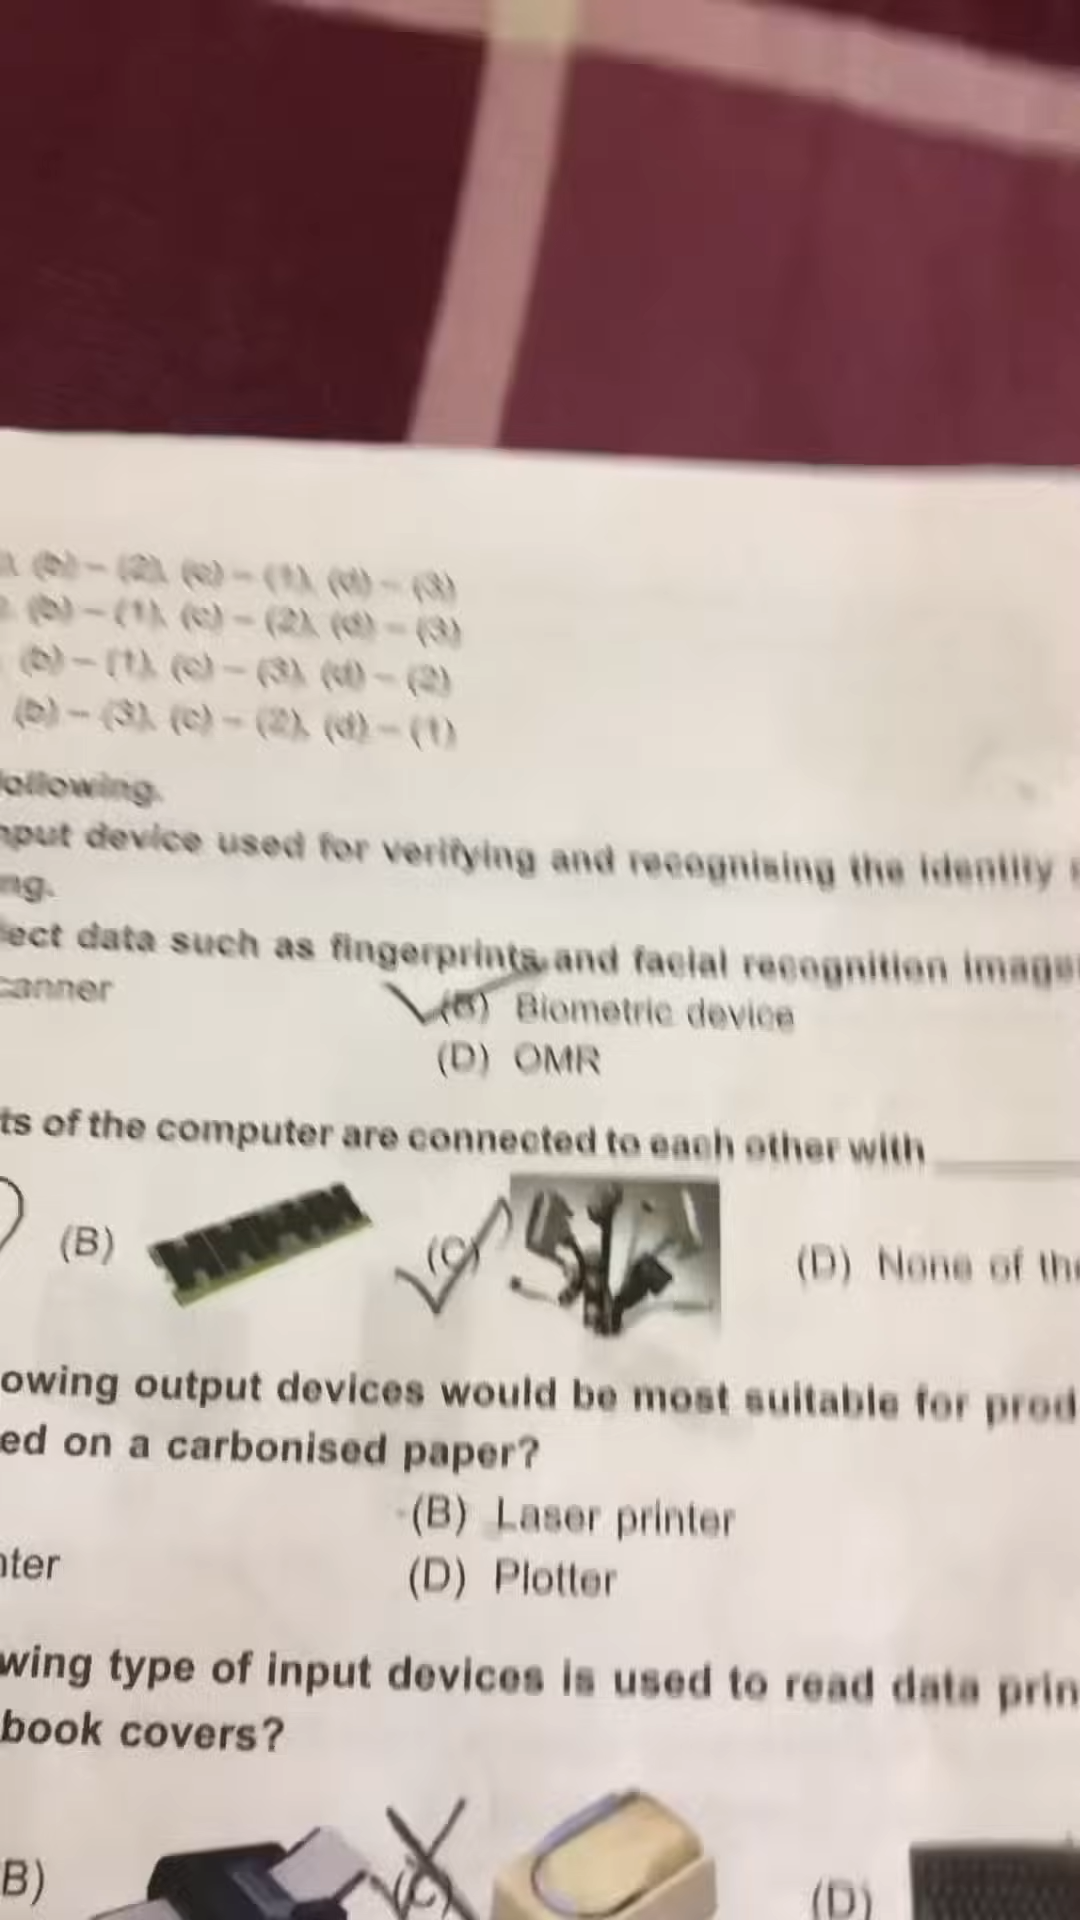 (b) – (2), (c) – (1), (d) – (3)
(b) – (1), (c) – (2), (d) – (3)
(b) – (1), (c) – (3), (d) – (2)
(b) – (3), (c) – (2), (d) – (1)
ollowing.
nput device used for verifying and recognising the identity
ng.
lect data such as fingerprints and facial recognition image
canner
(B) Biometric device
(D) OMR
ts of the computer are connected to each other with ______
(B)
(C)
(D) None of the
owing output devices would be most suitable for prod
ed on a carbonised paper?
(B) Laser printer
nter
(D) Plotter
wing type of input devices is used to read data prin
book covers?
B)
(C)
(D)